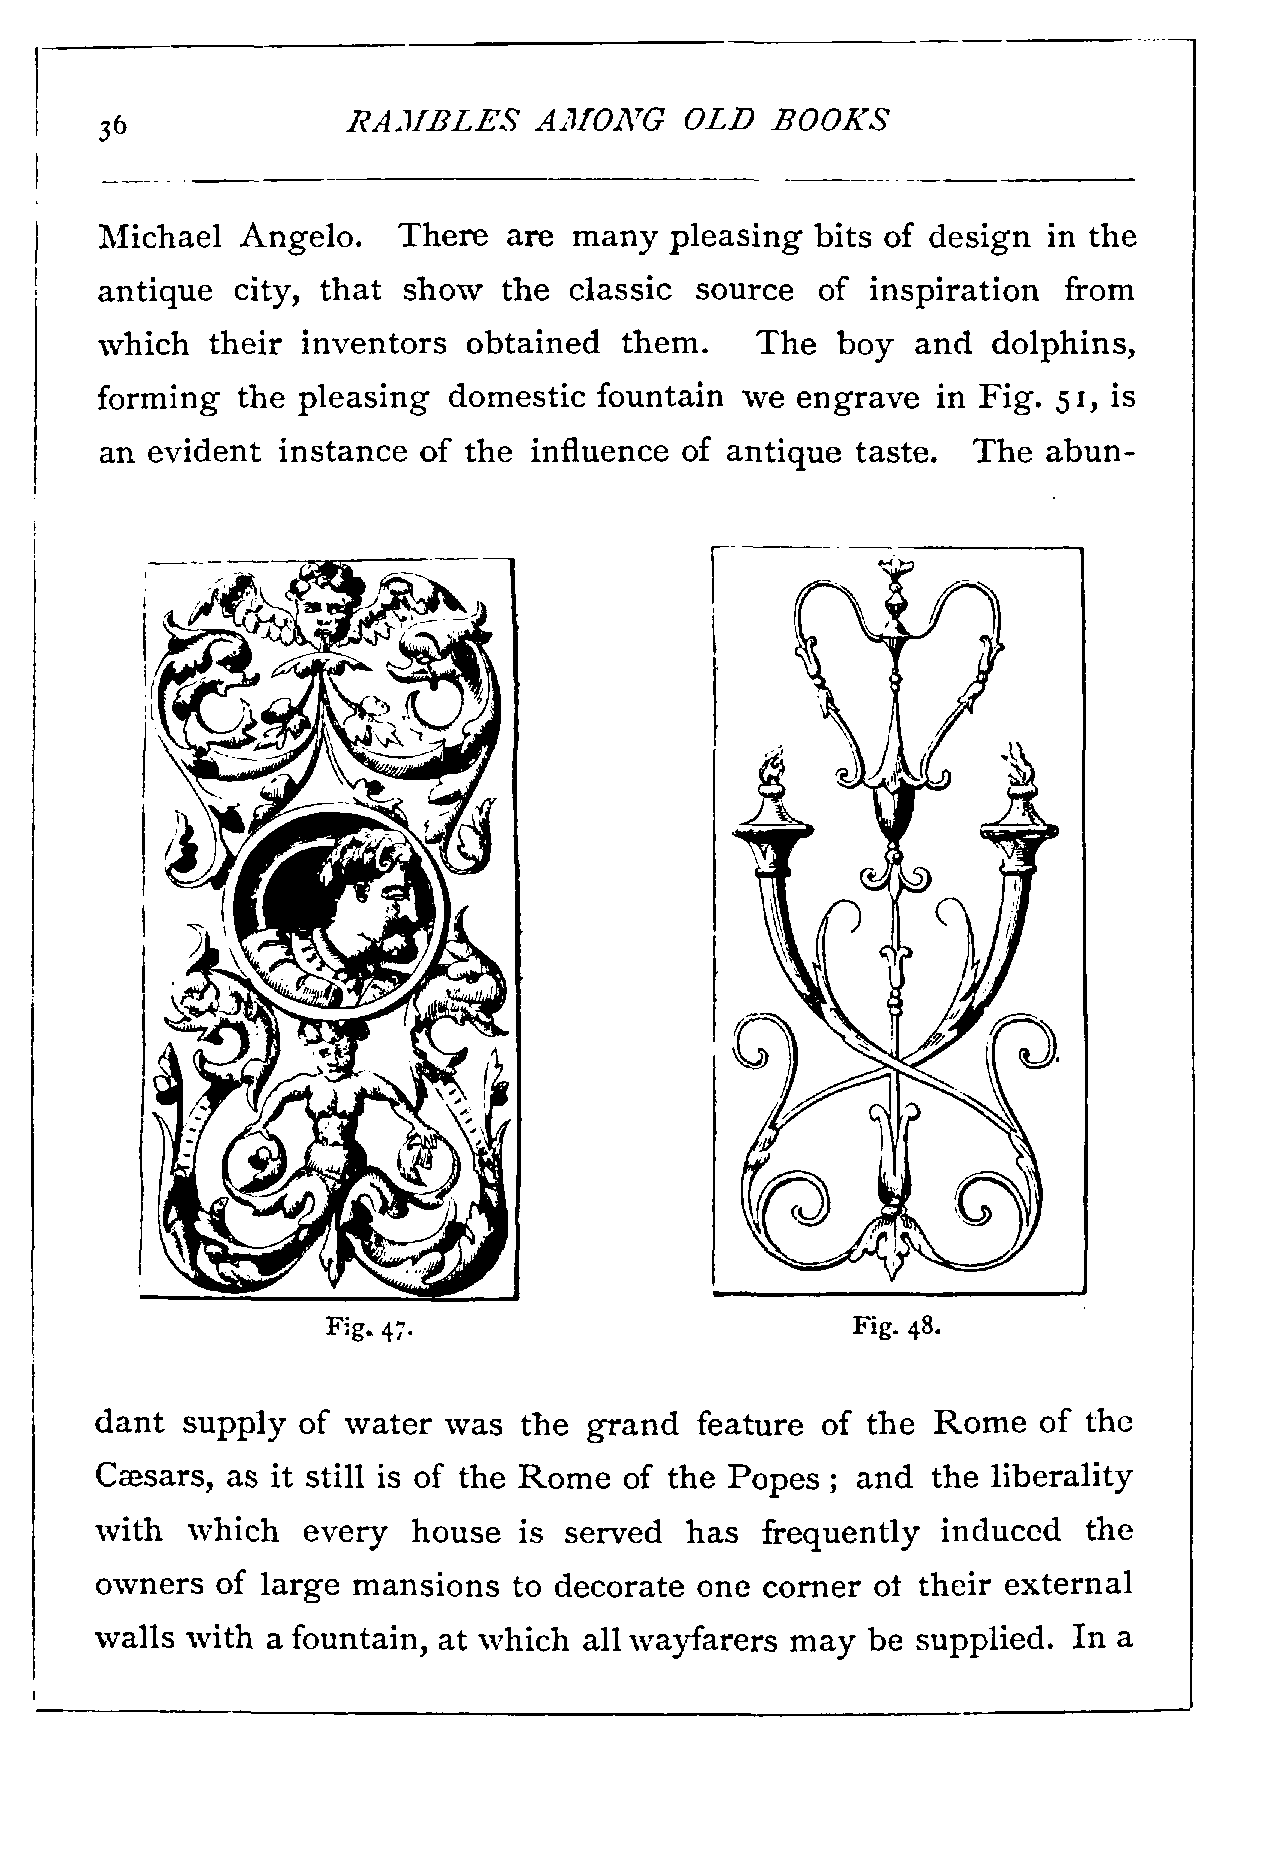 36
RAMBLES AMONG OLD BOOKS
Michael Angelo. There are many pleasing bits of design in the
antique city, that show the classic source of inspiration from
which their inventors obtained them. The boy and dolphins,
forming the pleasing domestic fountain we engrave in Fig. 51, is
an evident instance of the influence of antique taste. The abun-
Fig. 47.
Fig. 48.
dant supply of water was the grand feature of the Rome of the
Cæsars, as it still is of the Rome of the Popes ; and the liberality
with which every house is served has frequently induced the
owners of large mansions to decorate one corner of their external
walls with a fountain, at which all wayfarers may be supplied. In a